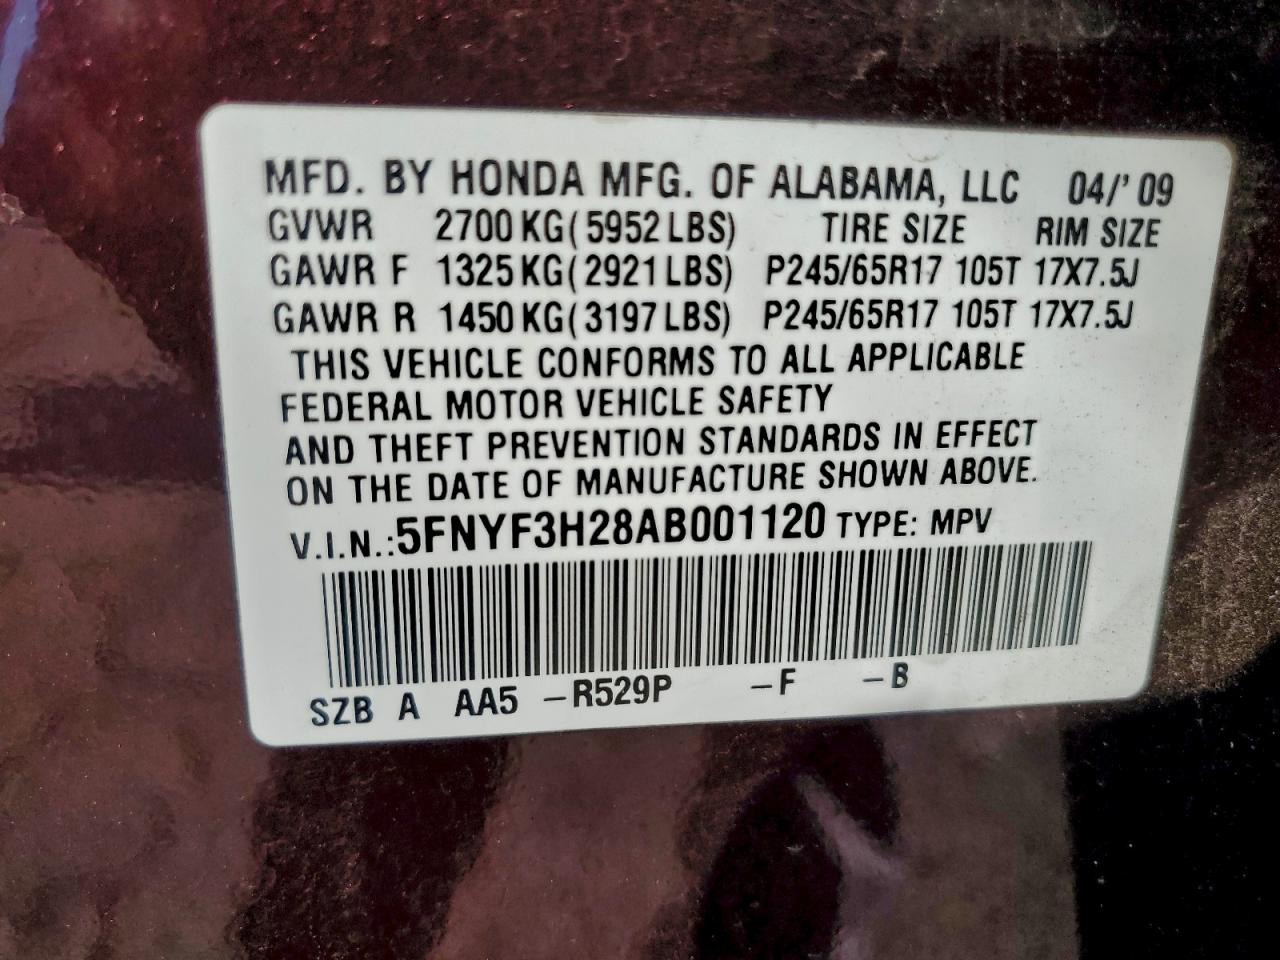 MFD. BY HONDA MFG. OF ALABAMA, LLC 04/' 09
GVWR 2700 KG( 5952 LBS) TIRE SIZE RIM SIZE
GAWR F 1325 KG( 2921 LBS) P245/65R17 105T 17X7.5J
GAWR R 1450 KG( 3197 LBS) P245/65R17 105T 17X7.5J
THIS VEHICLE CONFORMS TO ALL APPLICABLE
FEDERAL MOTOR VEHICLE SAFETY
AND THEFT PREVENTION STANDARDS IN EFFECT
ON THE DATE OF MANUFACTURE SHOWN ABOVE.
V.I.N.:5FNYF3H28AB001120 TYPE: MPV
SZB A AA5 -R529P -F -B